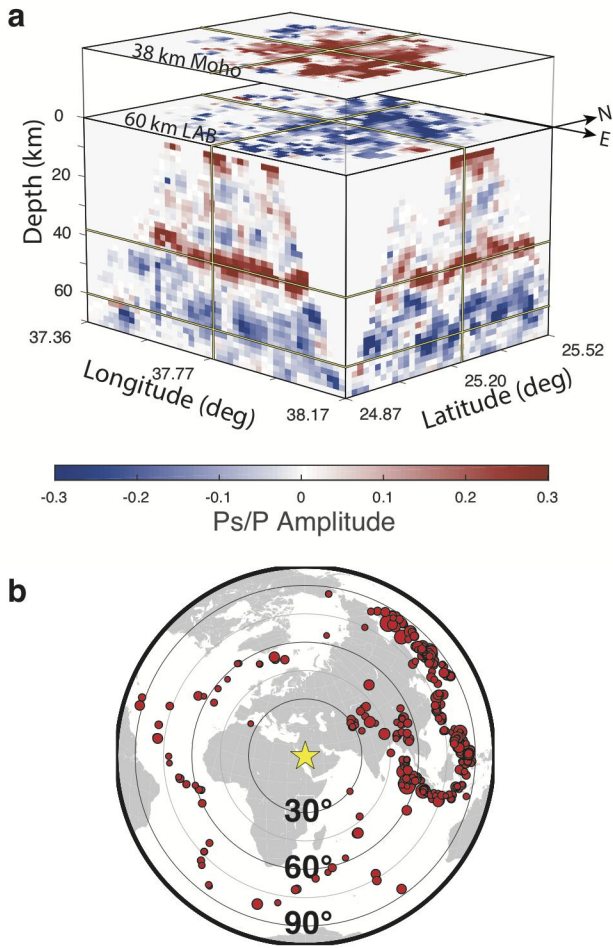 a
38 km Moho
N
E
60 km LAB
0
20
40
60
Depth (km)
37.36
37.77
38.17
Longitude (deg)
24.87
25.20
25.52
Latitude (deg)
-0.3 -0.2 -0.1 0 0.1 0.2 0.3
Ps/P Amplitude
b
30°
60°
90°